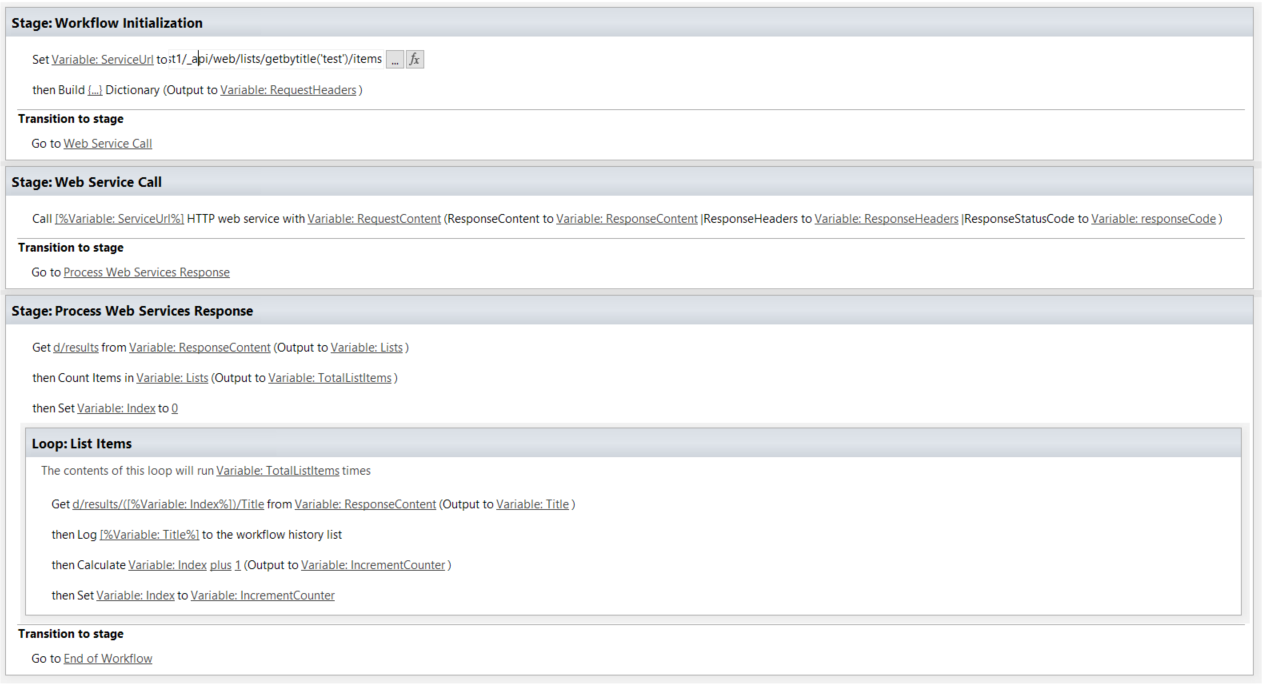 Stage: Workflow Initialization
Set Variable: ServiceUrl to st1/_api/web/lists/getbytitle('test')/items ... fx
then Build {...} Dictionary (Output to Variable: RequestHeaders )
Transition to stage
Go to Web Service Call
Stage: Web Service Call
Call [%Variable: ServiceUrl%] HTTP web service with Variable: RequestContent (ResponseContent to Variable: ResponseContent |ResponseHeaders to Variable: ResponseHeaders |ResponseStatusCode to Variable: responseCode )
Transition to stage
Go to Process Web Services Response
Stage: Process Web Services Response
Get d/results from Variable: ResponseContent (Output to Variable: Lists )
then Count Items in Variable: Lists (Output to Variable: TotalListItems )
then Set Variable: Index to 0
Loop: List Items
The contents of this loop will run Variable: TotalListItems times
Get d/results/([%Variable: Index%])/Title from Variable: ResponseContent (Output to Variable: Title )
then Log [%Variable: Title%] to the workflow history list
then Calculate Variable: Index plus 1 (Output to Variable: IncrementCounter )
then Set Variable: Index to Variable: IncrementCounter
Transition to stage
Go to End of Workflow